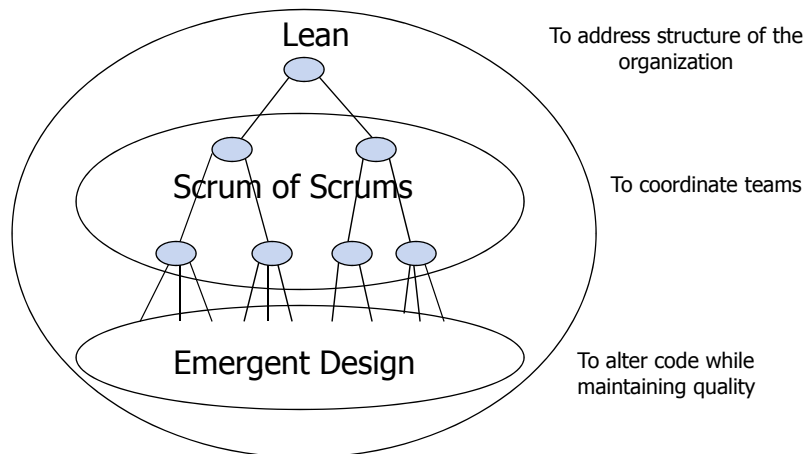 Lean
To address structure of the
organization
Scrum of Scrums
To coordinate teams
Emergent Design
To alter code while
maintaining quality